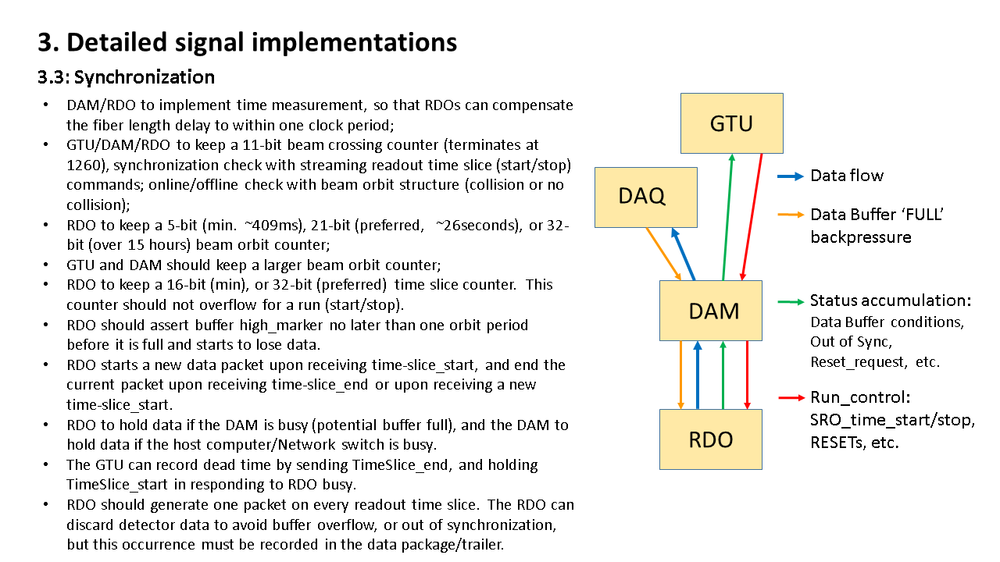 3. Detailed signal implementations
3.3: Synchronization
• DAM/RDO to implement time measurement, so that RDOs can compensate
the fiber length delay to within one clock period;
• GTU/DAM/RDO to keep a 11-bit beam crossing counter (terminates at
1260), synchronization check with streaming readout time slice (start/stop)
commands; online/offline check with beam orbit structure (collision or no
collision);
• RDO to keep a 5-bit (min. ~409ms), 21-bit (preferred, ~26seconds), or 32-
bit (over 15 hours) beam orbit counter;
• GTU and DAM should keep a larger beam orbit counter;
• RDO to keep a 16-bit (min), or 32-bit (preferred) time slice counter. This
counter should not overflow for a run (start/stop).
• RDO should assert buffer high_marker no later than one orbit period
before it is full and starts to lose data.
• RDO starts a new data packet upon receiving time-slice_start, and end the
current packet upon receiving time-slice_end or upon receiving a new
time-slice_start.
• RDO to hold data if the DAM is busy (potential buffer full), and the DAM to
hold data if the host computer/Network switch is busy.
• The GTU can record dead time by sending TimeSlice_end, and holding
TimeSlice_start in responding to RDO busy.
• RDO should generate one packet on every readout time slice. The RDO can
discard detector data to avoid buffer overflow, or out of synchronization,
but this occurrence must be recorded in the data package/trailer.
GTU
DAQ
DAM
RDO
Data flow
Data Buffer ‘FULL’
backpressure
Status accumulation:
Data Buffer conditions,
Out of Sync,
Reset_request, etc.
Run_control:
SRO_time_start/stop,
RESETs, etc.